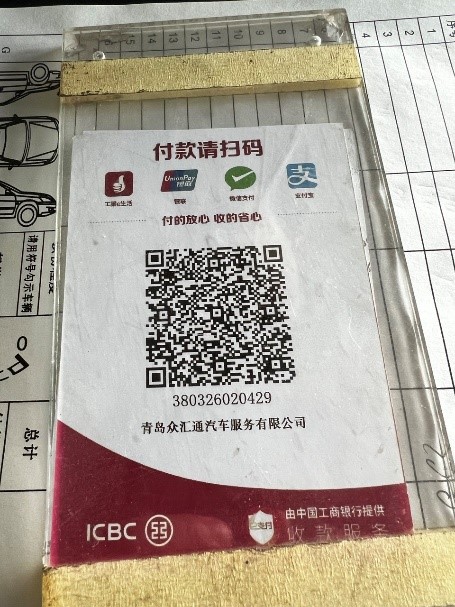 付款请扫码
工银e生活
UnionPay
银联
微信支付
支付宝
付的放心 收的省心
380326020429
青岛众汇通汽车服务有限公司
ICBC
由中国工商银行提供
收款服务
请用符号勾示车辆
总计